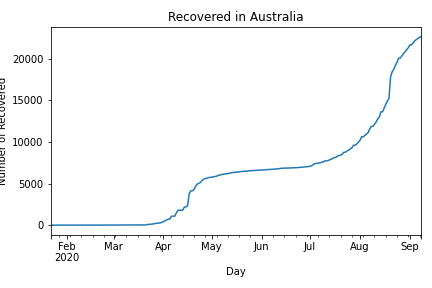 Recovered in Australia
Number of Recovered
20000
15000
10000
5000
0
Feb Mar Apr May Jun Jul Aug Sep
2020
Day